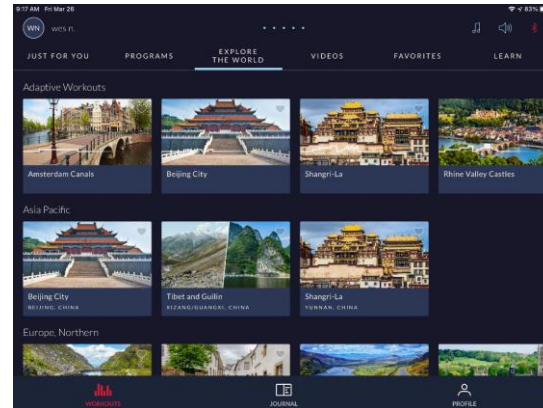 9:17 AM Fri Mar 26
83%
WN
wes n.
JUST FOR YOU
PROGRAMS
EXPLORE
THE WORLD
VIDEOS
FAVORITES
LEARN
Adaptive Workouts
Amsterdam Canals
Beijing City
Shangri-La
Rhine Valley Castles
Asia Pacific
Beijing City
BEIJING, CHINA
Tibet and Guilin
XIZANG/GUANGXI, CHINA
Shangri-La
YUNNAN, CHINA
Europe, Northern
WORKOUTS
JOURNAL
PROFILE